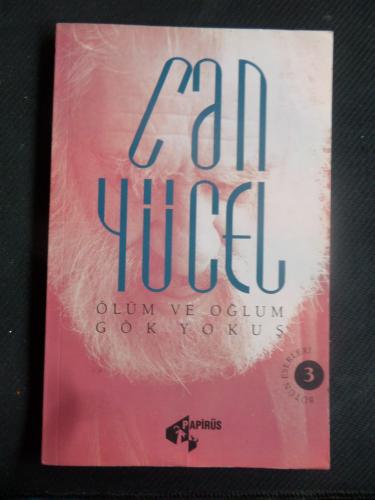 Can
YÜCEL
ÖLÜM VE OĞLUM
GÖK YOKUŞ
BÜTÜN ESERLERİ
3
PAPİRÜS